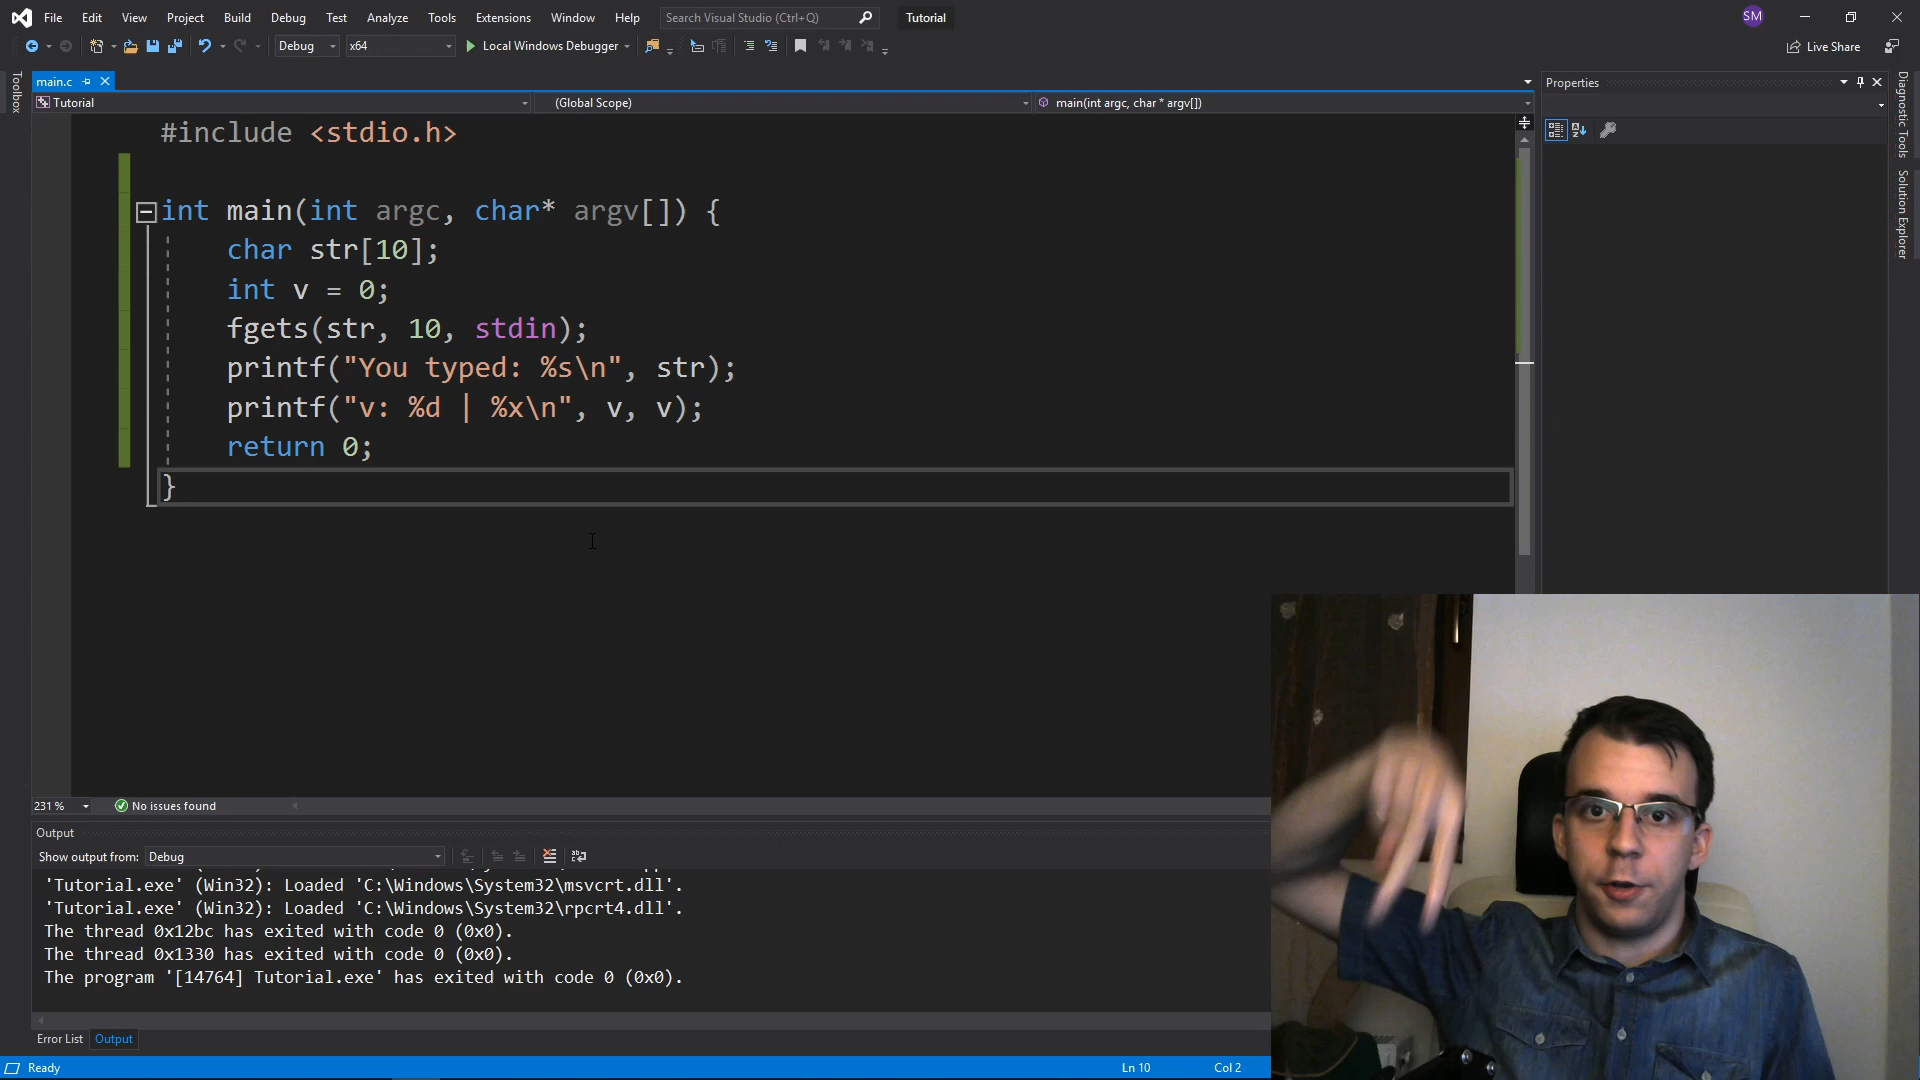 File Edit View Project Build Debug Test Analyze Tools Extensions Window Help Search Visual Studio (Ctrl+Q) Tutorial SM
Debug x64 Local Windows Debugger Live Share
Toolbox
main.c
Tutorial (Global Scope) main(int argc, char * argv[])
Properties
Diagnostic Tools
Solution Explorer
#include <stdio.h>
int main(int argc, char* argv[]) {
char str[10];
int v = 0;
fgets(str, 10, stdin);
printf("You typed: %s\n", str);
printf("v: %d | %x\n", v, v);
return 0;
}
231 % No issues found
Output
Show output from: Debug
'Tutorial.exe' (Win32): Loaded 'C:\Windows\System32\msvcrt.dll'.
'Tutorial.exe' (Win32): Loaded 'C:\Windows\System32\rpcrt4.dll'.
The thread 0x12bc has exited with code 0 (0x0).
The thread 0x1330 has exited with code 0 (0x0).
The program '[14764] Tutorial.exe' has exited with code 0 (0x0).
Error List Output
Ready Ln 10 Col 2